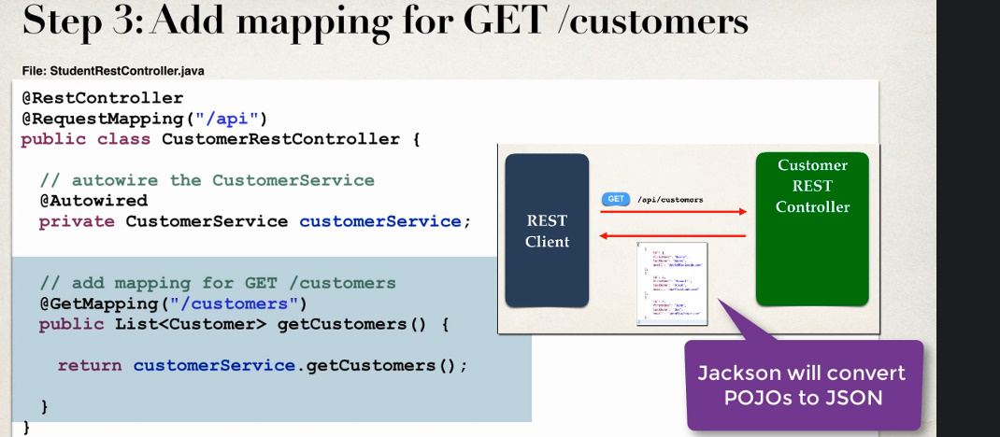 Step 3: Add mapping for GET /customers
File: StudentRestController.java
@RestController
@RequestMapping("/api")
public class CustomerRestController {
// autowire the CustomerService
@Autowired
private CustomerService customerService;
// add mapping for GET /customers
@GetMapping("/customers")
public List<Customer> getCustomers() {
return customerService.getCustomers();
}
}
REST
Client
GET /api/customers
Customer
REST
Controller
Jackson will convert
POJOs to JSON